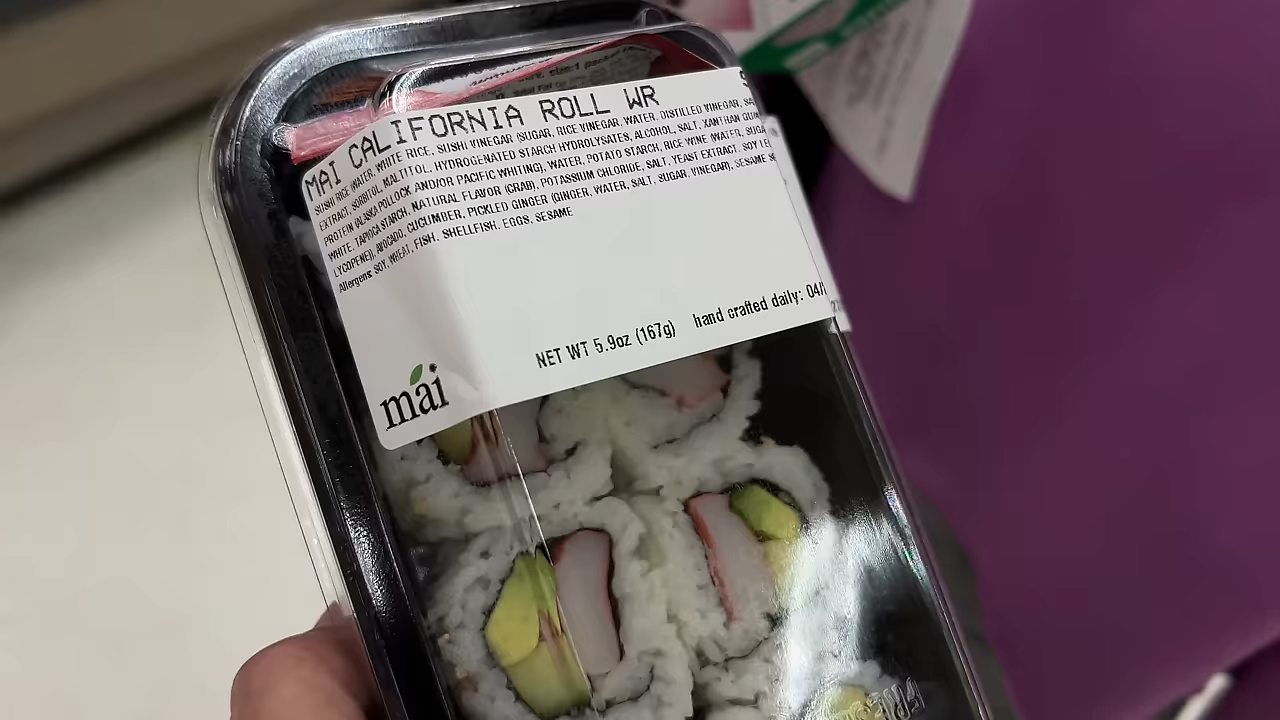 MAI CALIFORNIA ROLL WR
SUSHI RICE (WATER, WHITE RICE, SUSHI VINEGAR (SUGAR, RICE VINEGAR, WATER, DISTILLED VINEGAR,
EXTRACT, SORBITOL, MALTITOL, HYDROGENATED STARCH HYDROLYSATES, ALCOHOL, SALT, XANTHAN GUM
PROTEIN (ALASKA POLLOCK AND/OR PACIFIC WHITING), WATER, POTATO STARCH, RICE WINE (WATER,
WHITE, TAPIOCA STARCH, NATURAL FLAVOR (CRAB), POTASSIUM CHLORIDE, SALT, YEAST EXTRACT, SOY
LYCOPENE)), AVOCADO, CUCUMBER, PICKLED GINGER (GINGER, WATER, SALT, SUGAR, VINEGAR), SESAME
Allergens: SOY, WHEAT, FISH, SHELLFISH, EGGS, SESAME
NET WT 5.9oz (167g) hand crafted daily: 04/
mai